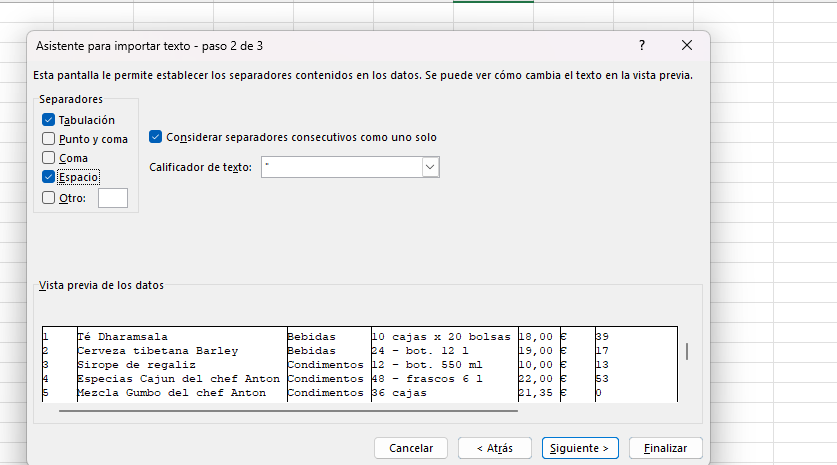 Asistente para importar texto - paso 2 de 3 ?
Esta pantalla le permite establecer los separadores contenidos en los datos. Se puede ver cómo cambia el texto en la vista previa.
Separadores
Tabulación
Punto y coma
Coma
Espacio
Otro:
Considerar separadores consecutivos como uno solo
Calificador de texto: "
Vista previa de los datos
1 Té Dharamsala Bebidas 10 cajas x 20 bolsas 18,00 € 39
2 Cerveza tibetana Barley Bebidas 24 - bot. 12 l 19,00 € 17
3 Sirope de regaliz Condimentos 12 - bot. 550 ml 10,00 € 13
4 Especias Cajun del chef Anton Condimentos 48 - frascos 6 l 22,00 € 53
5 Mezcla Gumbo del chef Anton Condimentos 36 cajas 21,35 € 0
Cancelar < Atrás Siguiente > Finalizar